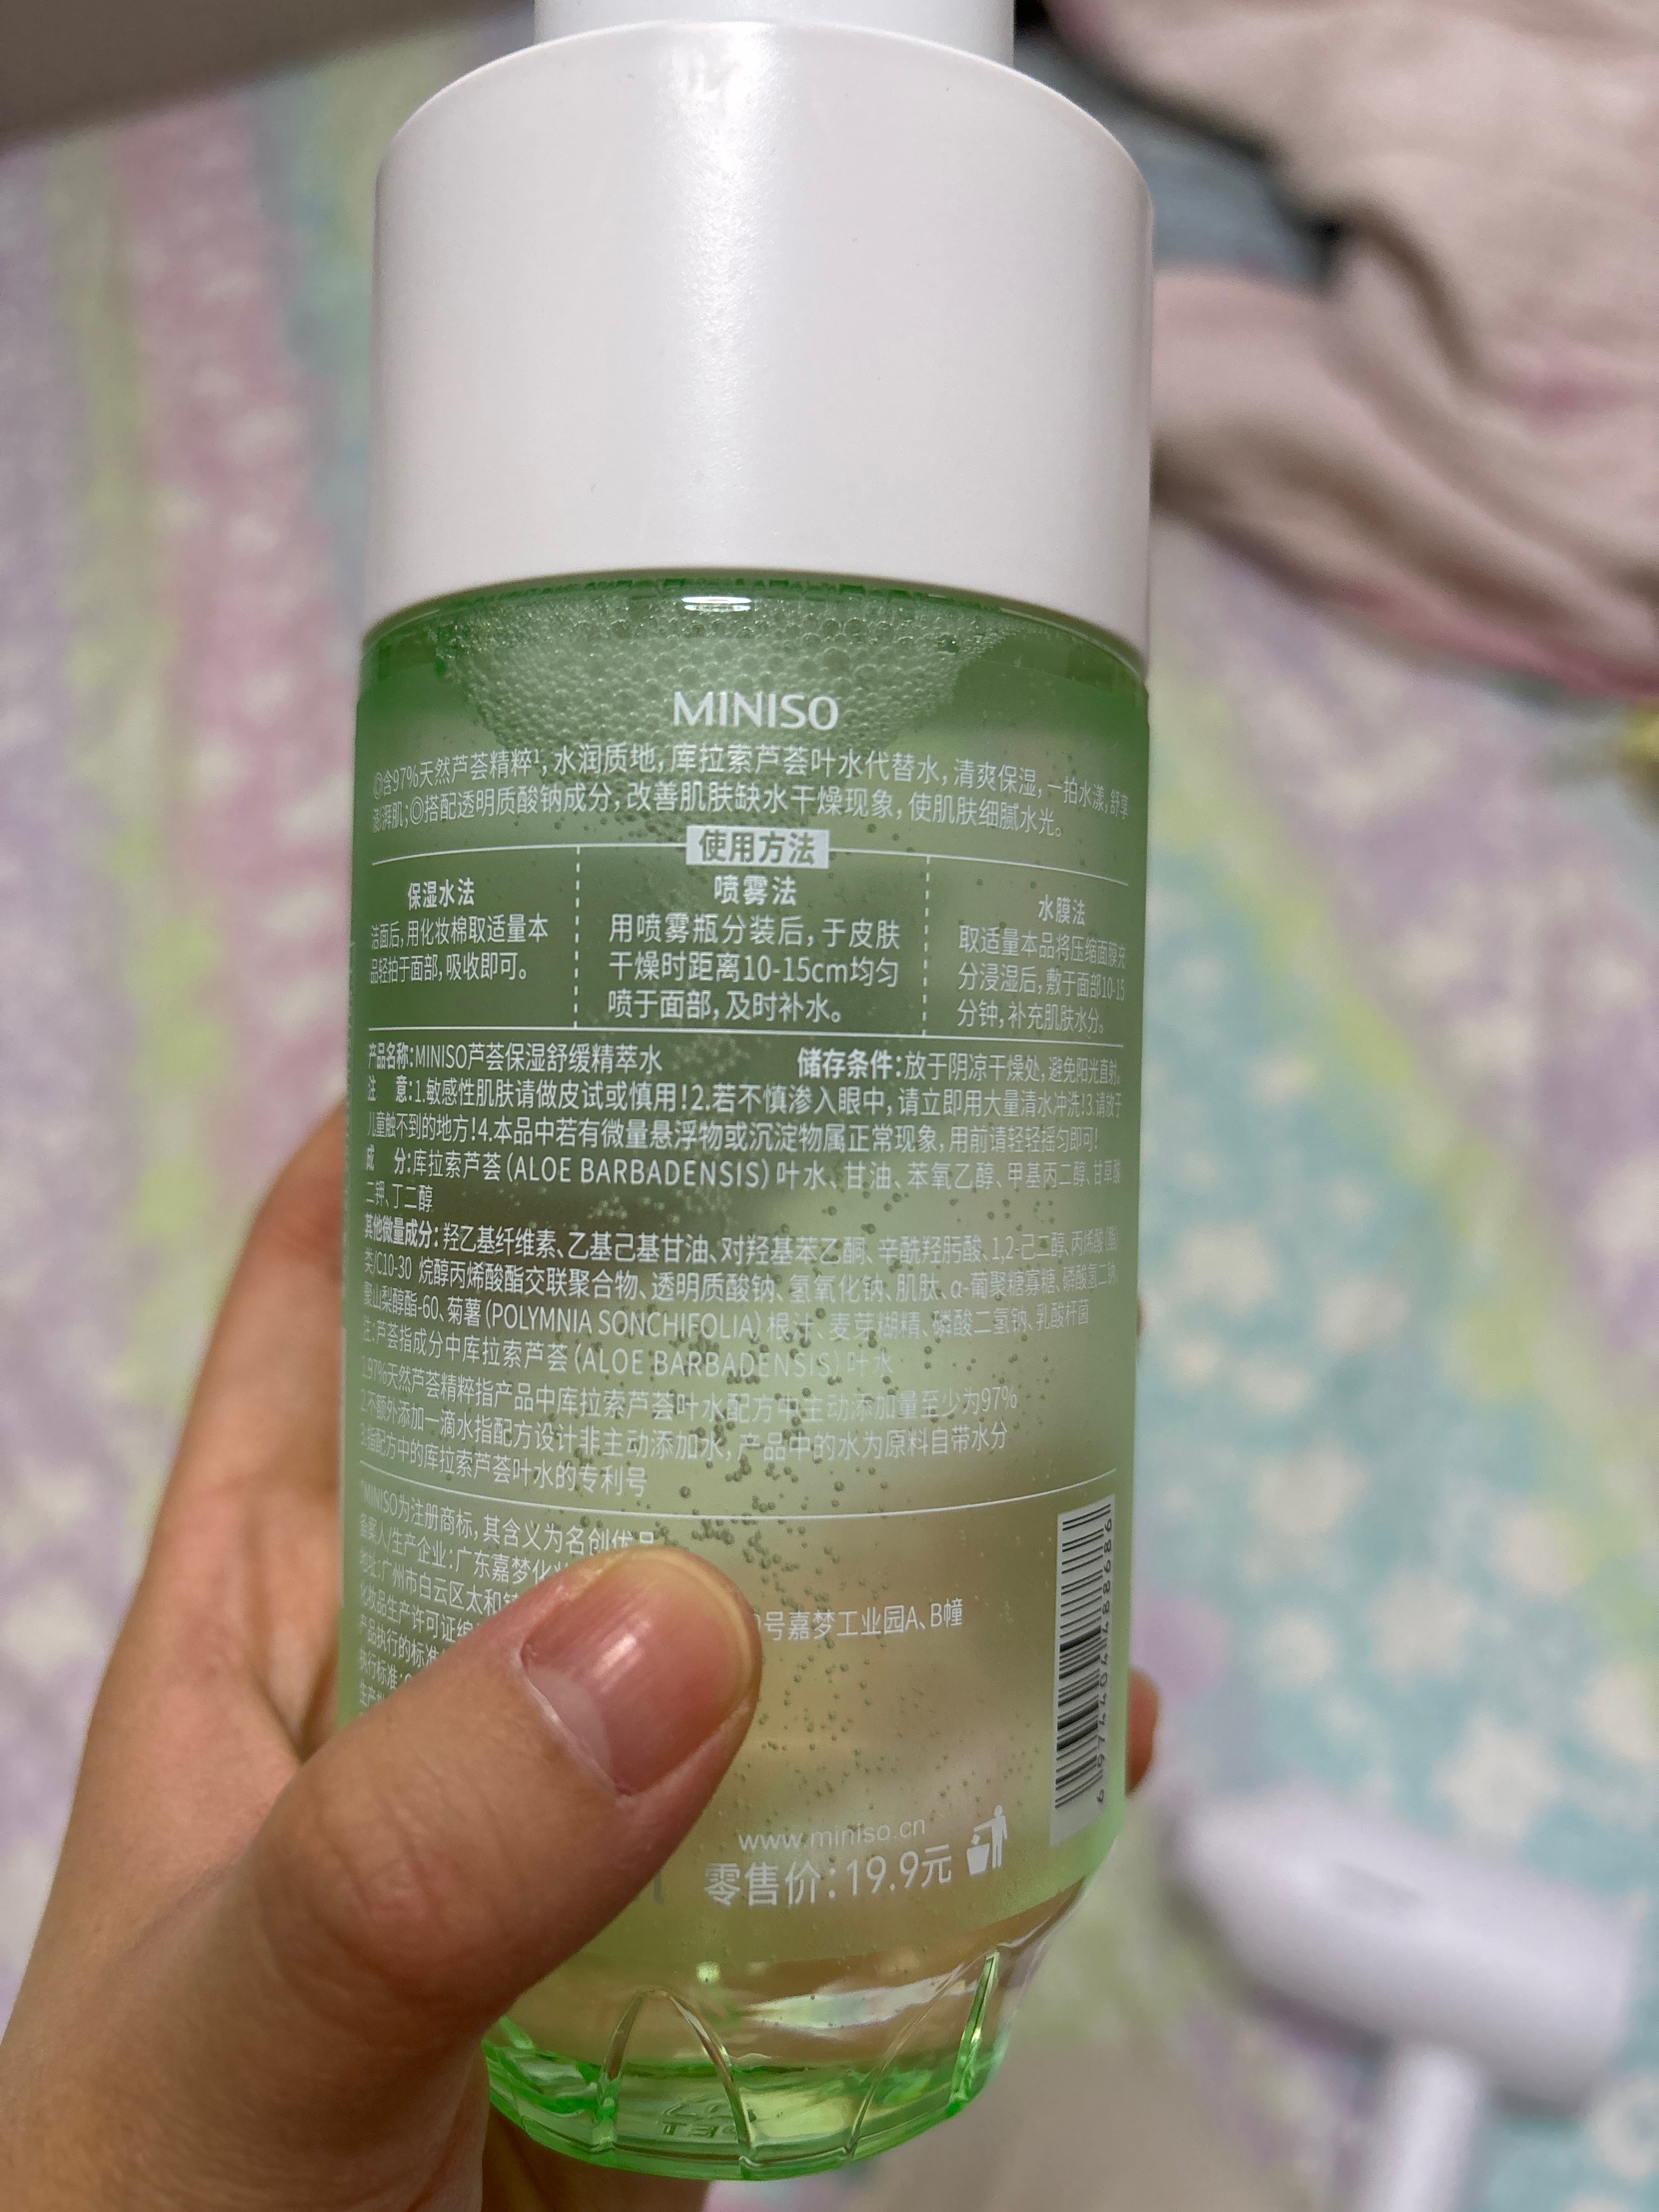 MINISO
◎含97%天然芦荟精粹¹,水润质地,库拉索芦荟叶水代替水,清爽保湿,一拍水漾,舒享
澎湃肌;◎搭配透明质酸钠成分,改善肌肤缺水干燥现象,使肌肤细腻水光。
使用方法
保湿水法
洁面后,用化妆棉取适量本
品轻拍于面部,吸收即可。
喷雾法
用喷雾瓶分装后,于皮肤
干燥时距离10-15cm均匀
喷于面部,及时补水。
水膜法
取适量本品将压缩面膜充
分浸湿后,敷于面部10-15
分钟,补充肌肤水分。
产品名称:MINISO芦荟保湿舒缓精萃水 储存条件:放于阴凉干燥处,避免阳光直射。
注 意:1.敏感性肌肤请做皮试或慎用!2.若不慎渗入眼中,请立即用大量清水冲洗!3.请放于
儿童触不到的地方!4.本品中若有微量悬浮物或沉淀物属正常现象,用前请轻轻摇匀即可!
成 分:库拉索芦荟(ALOE BARBADENSIS)叶水、甘油、苯氧乙醇、甲基丙二醇、甘草酸
二钾、丁二醇
其他微量成分:羟乙基纤维素、乙基己基甘油、对羟基苯乙酮、辛酰羟肟酸、1,2-己二醇、丙烯酸(酯)
类/C10-30 烷醇丙烯酸酯交联聚合物、透明质酸钠、氢氧化钠、肌肽、α-葡聚糖寡糖、磷酸氢二钠、
聚山梨醇酯-60、菊薯(POLYMNIA SONCHIFOLIA)根汁、麦芽糊精、磷酸二氢钠、乳酸杆菌
注:芦荟指成分中库拉索芦荟(ALOE BARBADENSIS)叶水
1.97%天然芦荟精粹指产品中库拉索芦荟叶水配方中主动添加量至少为97%
2.不额外添加一滴水指配方设计非主动添加水,产品中的水为原料自带水分
3.指配方中的库拉索芦荟叶水的专利号
"MINISO为注册商标,其含义为名创优品
备案人/生产企业:广东嘉梦化
地址:广州市白云区太和镇 号嘉梦工业园A、B幢
化妆品生产许可证编
产品执行的标准
执行标准:
生产
www.miniso.cn
零售价:19.9元
6 974404 488686
PET